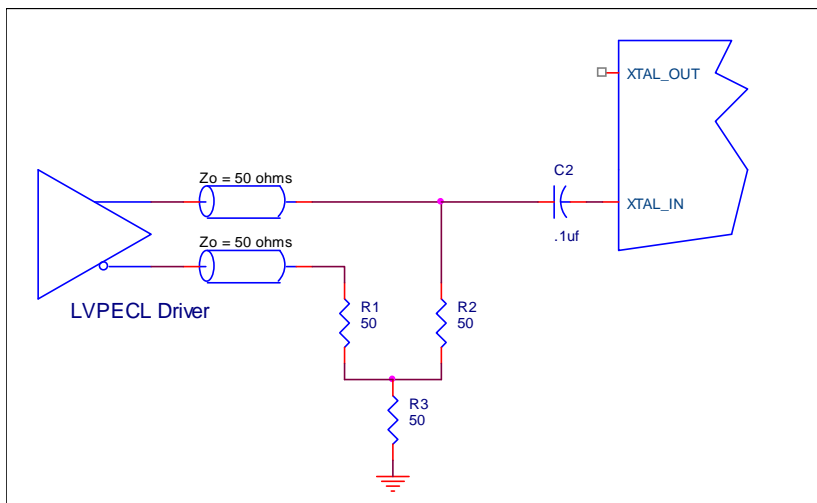 XTAL_OUT
Zo = 50 ohms
C2
XTAL_IN
.1uf
Zo = 50 ohms
LVPECL Driver
R1
50
R2
50
R3
50